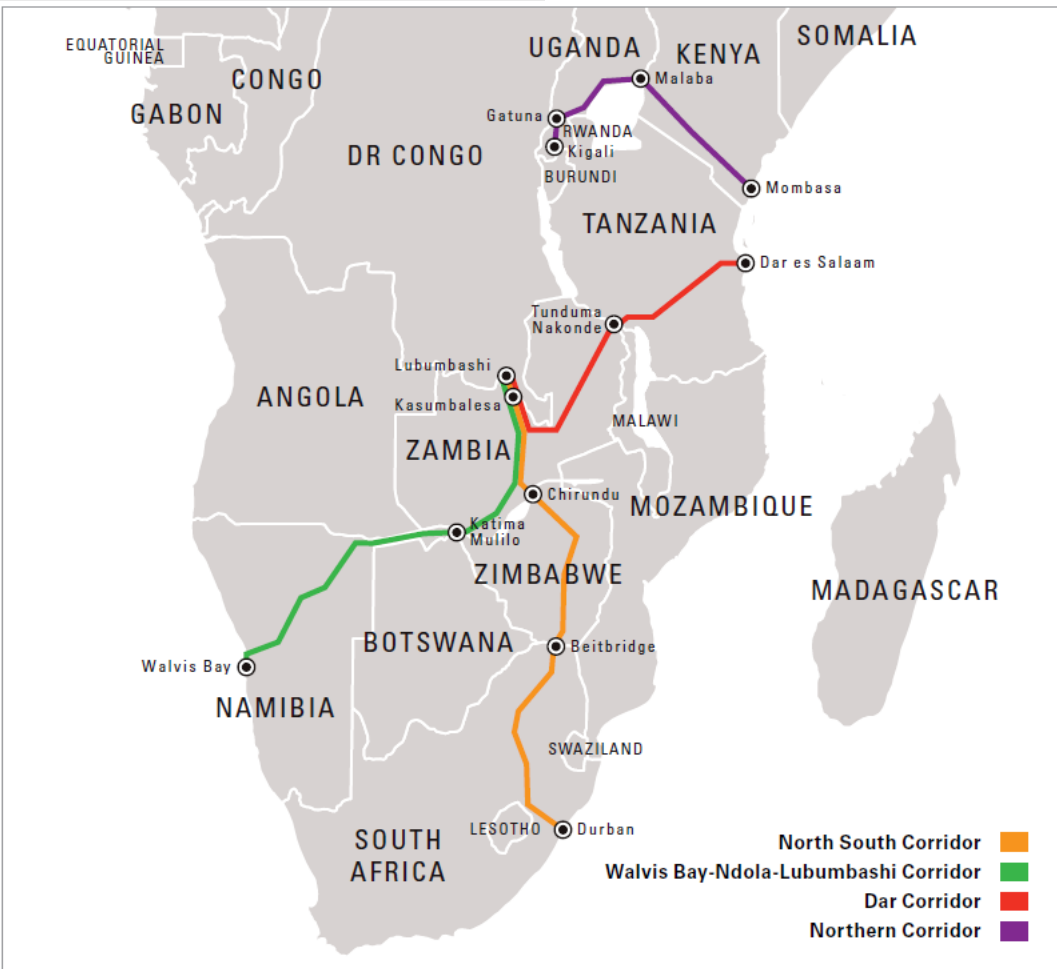 EQUATORIAL
GUINEA
CONGO
GABON
UGANDA
KENYA
SOMALIA
Malaba
Gatuna
RWANDA
Kigali
DR CONGO
BURUNDI
Mombasa
TANZANIA
Dar es Salaam
Tunduma
Nakonde
Lubumbashi
Kasumbalesa
ANGOLA
MALAWI
ZAMBIA
Chirundu
MOZAMBIQUE
Katima
Mulilo
ZIMBABWE
MADAGASCAR
BOTSWANA
Beitbridge
Walvis Bay
NAMIBIA
SWAZILAND
LESOTHO
Durban
SOUTH
AFRICA
North South Corridor
Walvis Bay-Ndola-Lubumbashi Corridor
Dar Corridor
Northern Corridor